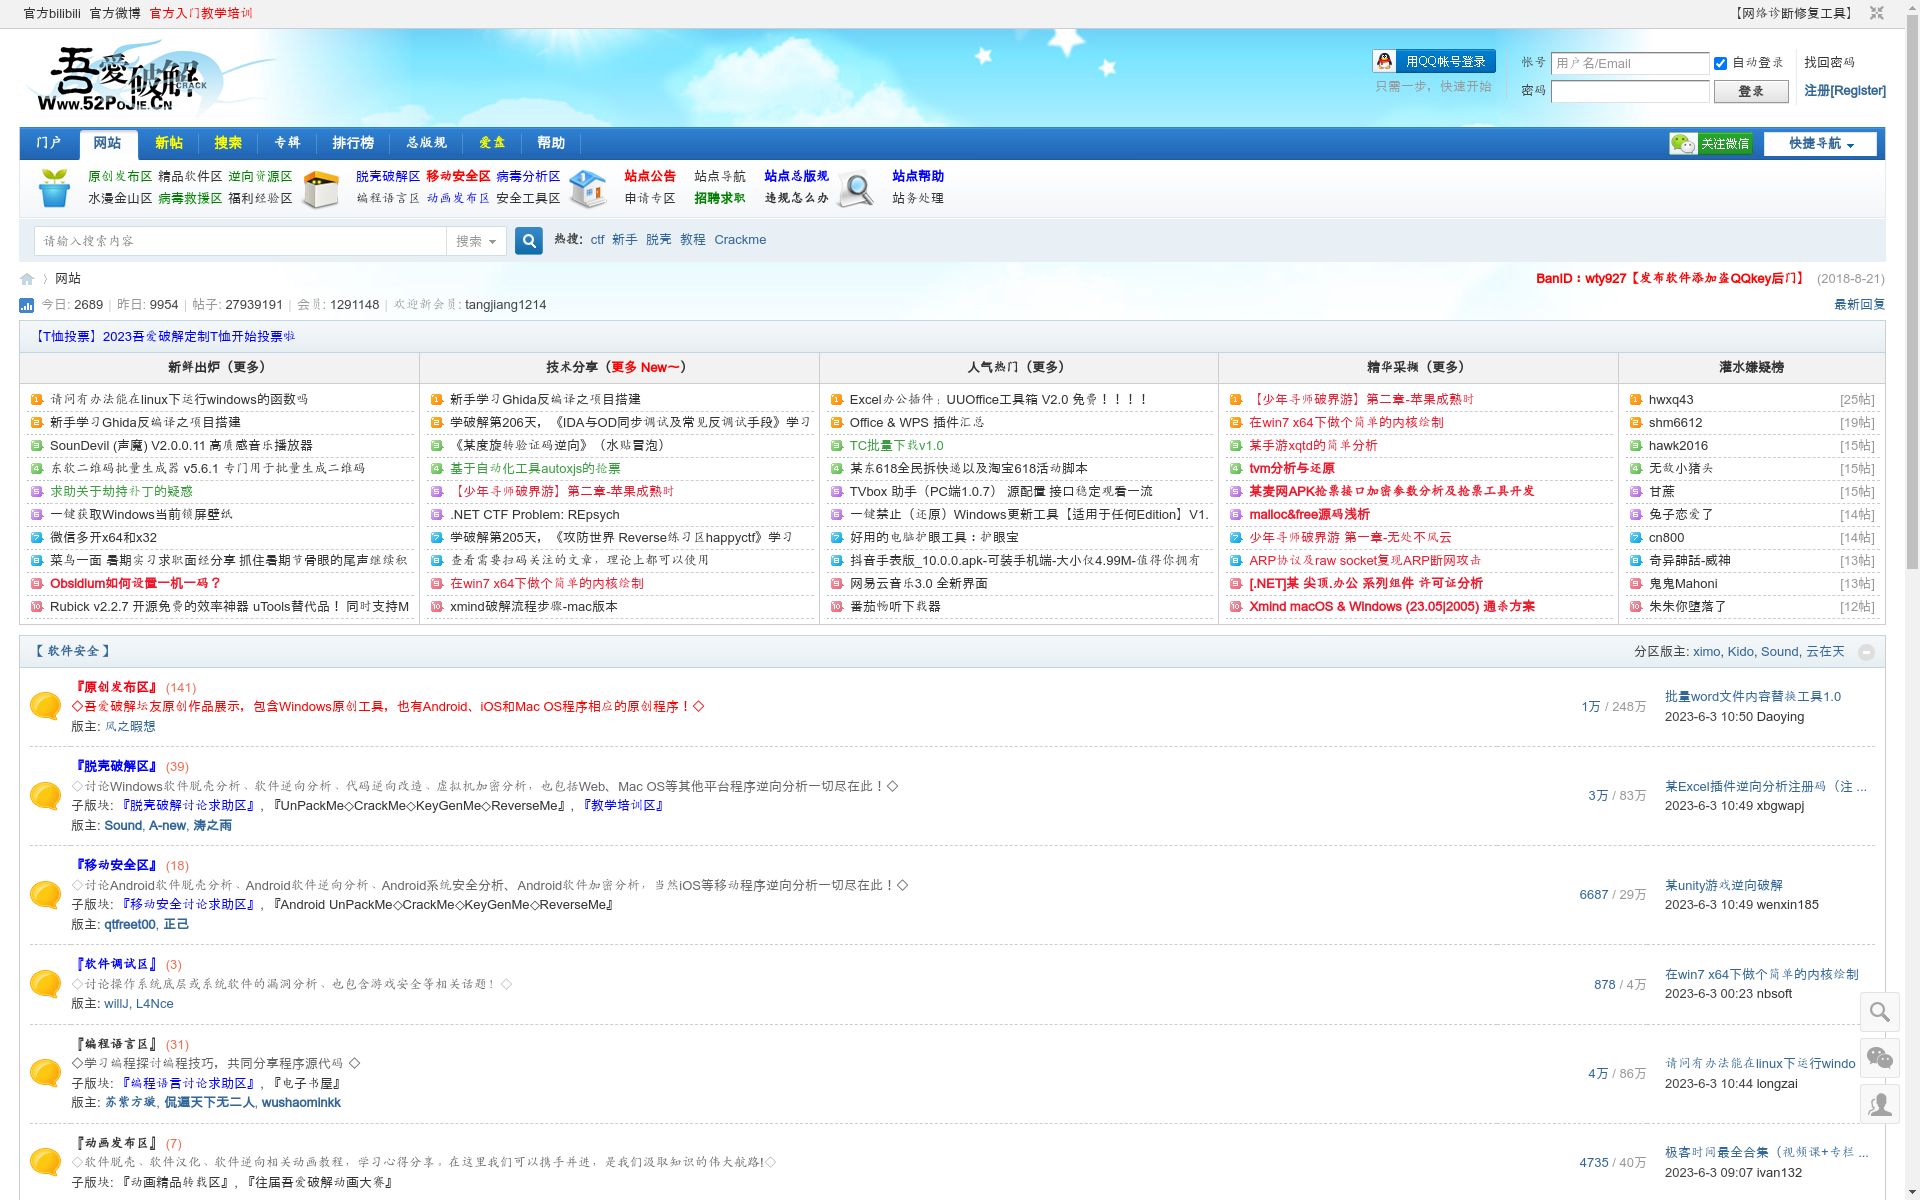 官方bilibili 官方微博 官方入门教学培训 【网络诊断修复工具】
吾爱破解 CRACK
Www.52PoJie.Cn
用QQ帐号登录
只需一步，快速开始
帐号 用户名/Email 自动登录 找回密码
密码 登录 注册[Register]
门户 网站 新帖 搜索 专辑 排行榜 总版规 爱盘 帮助 关注微信 快捷导航
原创发布区 精品软件区 逆向资源区 脱壳破解区 移动安全区 病毒分析区 站点公告 站点导航 站点总版规 站点帮助
水漫金山区 病毒救援区 福利经验区 编程语言区 动画发布区 安全工具区 申请专区 招聘求职 违规怎么办 站务处理
请输入搜索内容 搜索 热搜: ctf 新手 脱壳 教程 Crackme
网站 BanID：wty927【发布软件添加盗QQkey后门】 (2018-8-21)
今日: 2689 | 昨日: 9954 | 帖子: 27939191 | 会员: 1291148 | 欢迎新会员: tangjiang1214 最新回复
【T恤投票】2023吾爱破解定制T恤开始投票啦
新鲜出炉（更多） 技术分享（更多 New～） 人气热门（更多） 精华采撷（更多） 灌水嫌疑榜
1 请问有办法能在linux下运行windows的函数吗
2 新手学习Ghida反编译之项目搭建
3 SounDevil (声魔) V2.0.0.11 高质感音乐播放器
4 东软二维码批量生成器 v5.6.1 专门用于批量生成二维码
5 求助关于劫持补丁的疑惑
6 一键获取Windows当前锁屏壁纸
7 微信多开x64和x32
8 菜鸟一面 暑期实习求职面经分享 抓住暑期节骨眼的尾声继续积
9 Obsidium如何设置一机一码？
10 Rubick v2.2.7 开源免费的效率神器 uTools替代品！ 同时支持M
1 新手学习Ghida反编译之项目搭建
2 学破解第206天，《IDA与OD同步调试及常见反调试手段》学习
3 《某度旋转验证码逆向》（水贴冒泡）
4 基于自动化工具autoxjs的抢票
5 【少年寻师破界游】第二章-苹果成熟时
6 .NET CTF Problem: REpsych
7 学破解第205天，《攻防世界 Reverse练习区happyctf》学习
8 查看需要扫码关注的文章，理论上都可以使用
9 在win7 x64下做个简单的内核绘制
10 xmind破解流程步骤-mac版本
1 Excel办公插件：UUOffice工具箱 V2.0 免费！！！！
2 Office & WPS 插件汇总
3 TC批量下载v1.0
4 某东618全民拆快递以及淘宝618活动脚本
5 TVbox 助手（PC端1.0.7） 源配置 接口稳定观看一流
6 一键禁止（还原）Windows更新工具【适用于任何Edition】V1.
7 好用的电脑护眼工具：护眼宝
8 抖音手表版_10.0.0.apk-可装手机端-大小仅4.99M-值得你拥有
9 网易云音乐3.0 全新界面
10 番茄畅听下载器
1 【少年寻师破界游】第二章-苹果成熟时
2 在win7 x64下做个简单的内核绘制
3 某手游xqtd的简单分析
4 tvm分析与还原
5 某麦网APK抢票接口加密参数分析及抢票工具开发
6 malloc&free源码浅析
7 少年寻师破界游 第一章-无处不风云
8 ARP协议及raw socket复现ARP断网攻击
9 [.NET]某 尖顶.办公 系列组件 许可证分析
10 Xmind macOS & Windows (23.05|2005) 通杀方案
1 hwxq43 [25帖]
2 shm6612 [19帖]
3 hawk2016 [15帖]
4 无敌小猪头 [15帖]
5 甘蔗 [15帖]
6 兔子恋爱了 [14帖]
7 cn800 [14帖]
8 奇异誶話-威神 [13帖]
9 鬼鬼Mahoni [13帖]
10 朱朱你堕落了 [12帖]
【 软件安全 】 分区版主: ximo, Kido, Sound, 云在天
『原创发布区』 (141)
◇吾爱破解坛友原创作品展示，包含Windows原创工具，也有Android、iOS和Mac OS程序相应的原创程序！◇
版主: 风之暇想
1万 / 248万
批量word文件内容替换工具1.0
2023-6-3 10:50 Daoying
『脱壳破解区』 (39)
◇讨论Windows软件脱壳分析、软件逆向分析、代码逆向改造、虚拟机加密分析，也包括Web、Mac OS等其他平台程序逆向分析一切尽在此！◇
子版块: 『脱壳破解讨论求助区』, 『UnPackMe◇CrackMe◇KeyGenMe◇ReverseMe』, 『教学培训区』
版主: Sound, A-new, 涛之雨
3万 / 83万
某Excel插件逆向分析注册码（注 ...
2023-6-3 10:49 xbgwapj
『移动安全区』 (18)
◇讨论Android软件脱壳分析、Android软件逆向分析、Android系统安全分析、Android软件加密分析，当然iOS等移动程序逆向分析一切尽在此！◇
子版块: 『移动安全讨论求助区』, 『Android UnPackMe◇CrackMe◇KeyGenMe◇ReverseMe』
版主: qtfreet00, 正己
6687 / 29万
某unity游戏逆向破解
2023-6-3 10:49 wenxin185
『软件调试区』 (3)
◇讨论操作系统底层或系统软件的漏洞分析、也包含游戏安全等相关话题！◇
版主: willJ, L4Nce
878 / 4万
在win7 x64下做个简单的内核绘制
2023-6-3 00:23 nbsoft
『编程语言区』 (31)
◇学习编程探讨编程技巧，共同分享程序源代码 ◇
子版块: 『编程语言讨论求助区』, 『电子书屋』
版主: 苏紫方璇, 侃遍天下无二人, wushaominkk
4万 / 86万
请问有办法能在linux下运行windo
2023-6-3 10:44 longzai
『动画发布区』 (7)
◇软件脱壳、软件汉化、软件逆向相关动画教程，学习心得分享。在这里我们可以携手并进，是我们汲取知识的伟大航路!◇
子版块: 『动画精品转载区』, 『往届吾爱破解动画大赛』
4735 / 40万
极客时间最全合集（视频课+专栏 ...
2023-6-3 09:07 ivan132